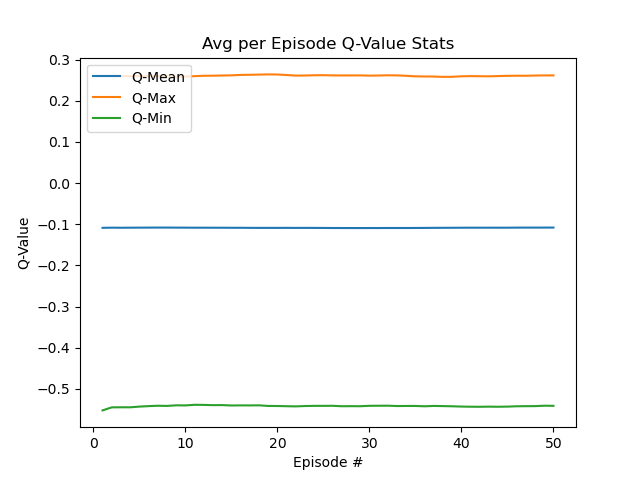 Avg per Episode Q-Value Stats
Q-Mean
Q-Max
Q-Min
0.3
0.2
0.1
0.0
−0.1
−0.2
−0.3
−0.4
−0.5
Q-Value
0 10 20 30 40 50
Episode #